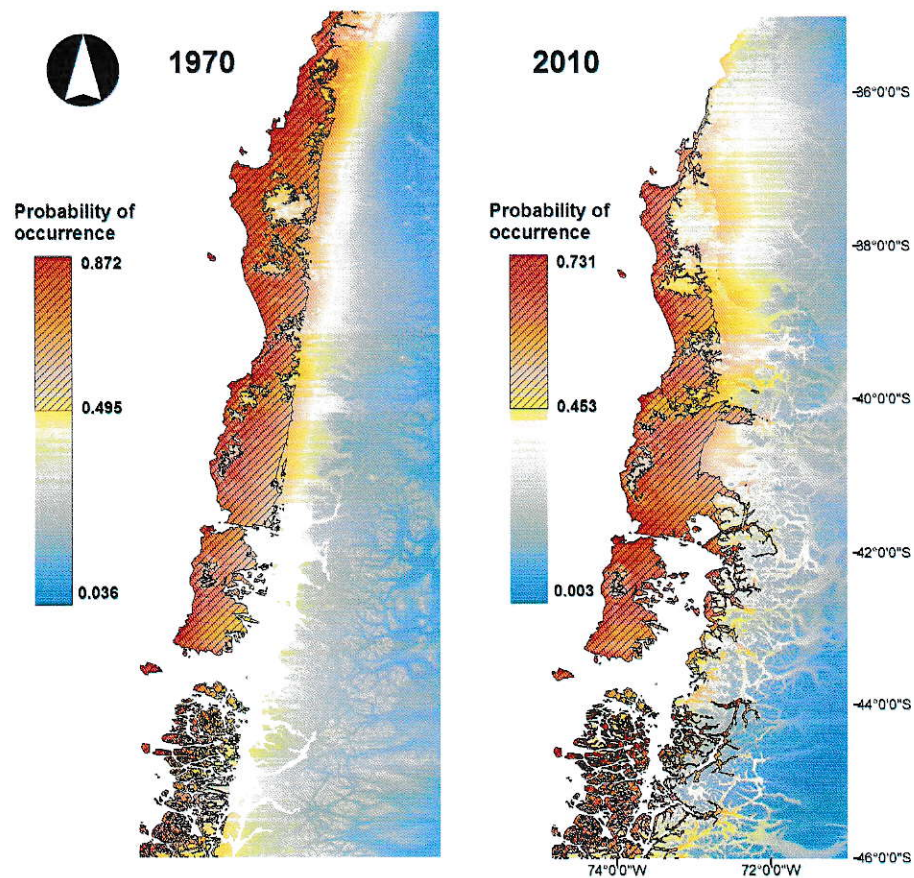 1970
Probability of
occurrence
0.872
0.495
0.036
2010
Probability of
occurrence
0.731
0.453
0.003
36°0'0"S
38°0'0"S
40°0'0"S
42°0'0"S
44°0'0"S
46°0'0"S
74°0'0"W
72°0'0"W